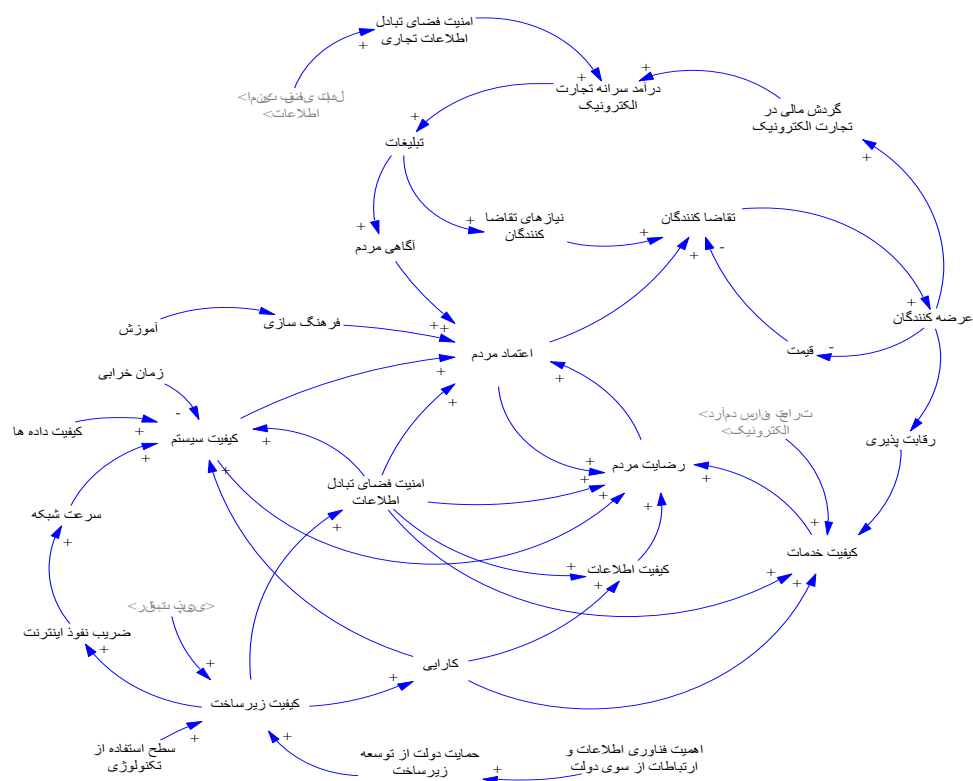 امنیت فضای تبادل
اطلاعات تجاری
درآمد سرانه تجارت
الکترونیک
گردش مالی در
تجارت الکترونیک
تبلیغات
نیازهای تقاضا
کنندگان
تقاضا کنندگان
آگاهی مردم
عرضه کنندگان
آموزش
فرهنگ سازی
اعتماد مردم
قیمت
زمان خرابی
کیفیت داده ها
کیفیت سیستم
رقابت پذیری
رضایت مردم
امنیت فضای تبادل
اطلاعات
سرعت شبکه
کیفیت اطلاعات
کیفیت خدمات
ضریب نفوذ اینترنت
کارایی
کیفیت زیرساخت
سطح استفاده از
تکنولوژی
حمایت دولت از توسعه
زیرساخت
اهمیت فناوری اطلاعات و
ارتباطات از سوی دولت
اطلاعات>
الکترونیک>